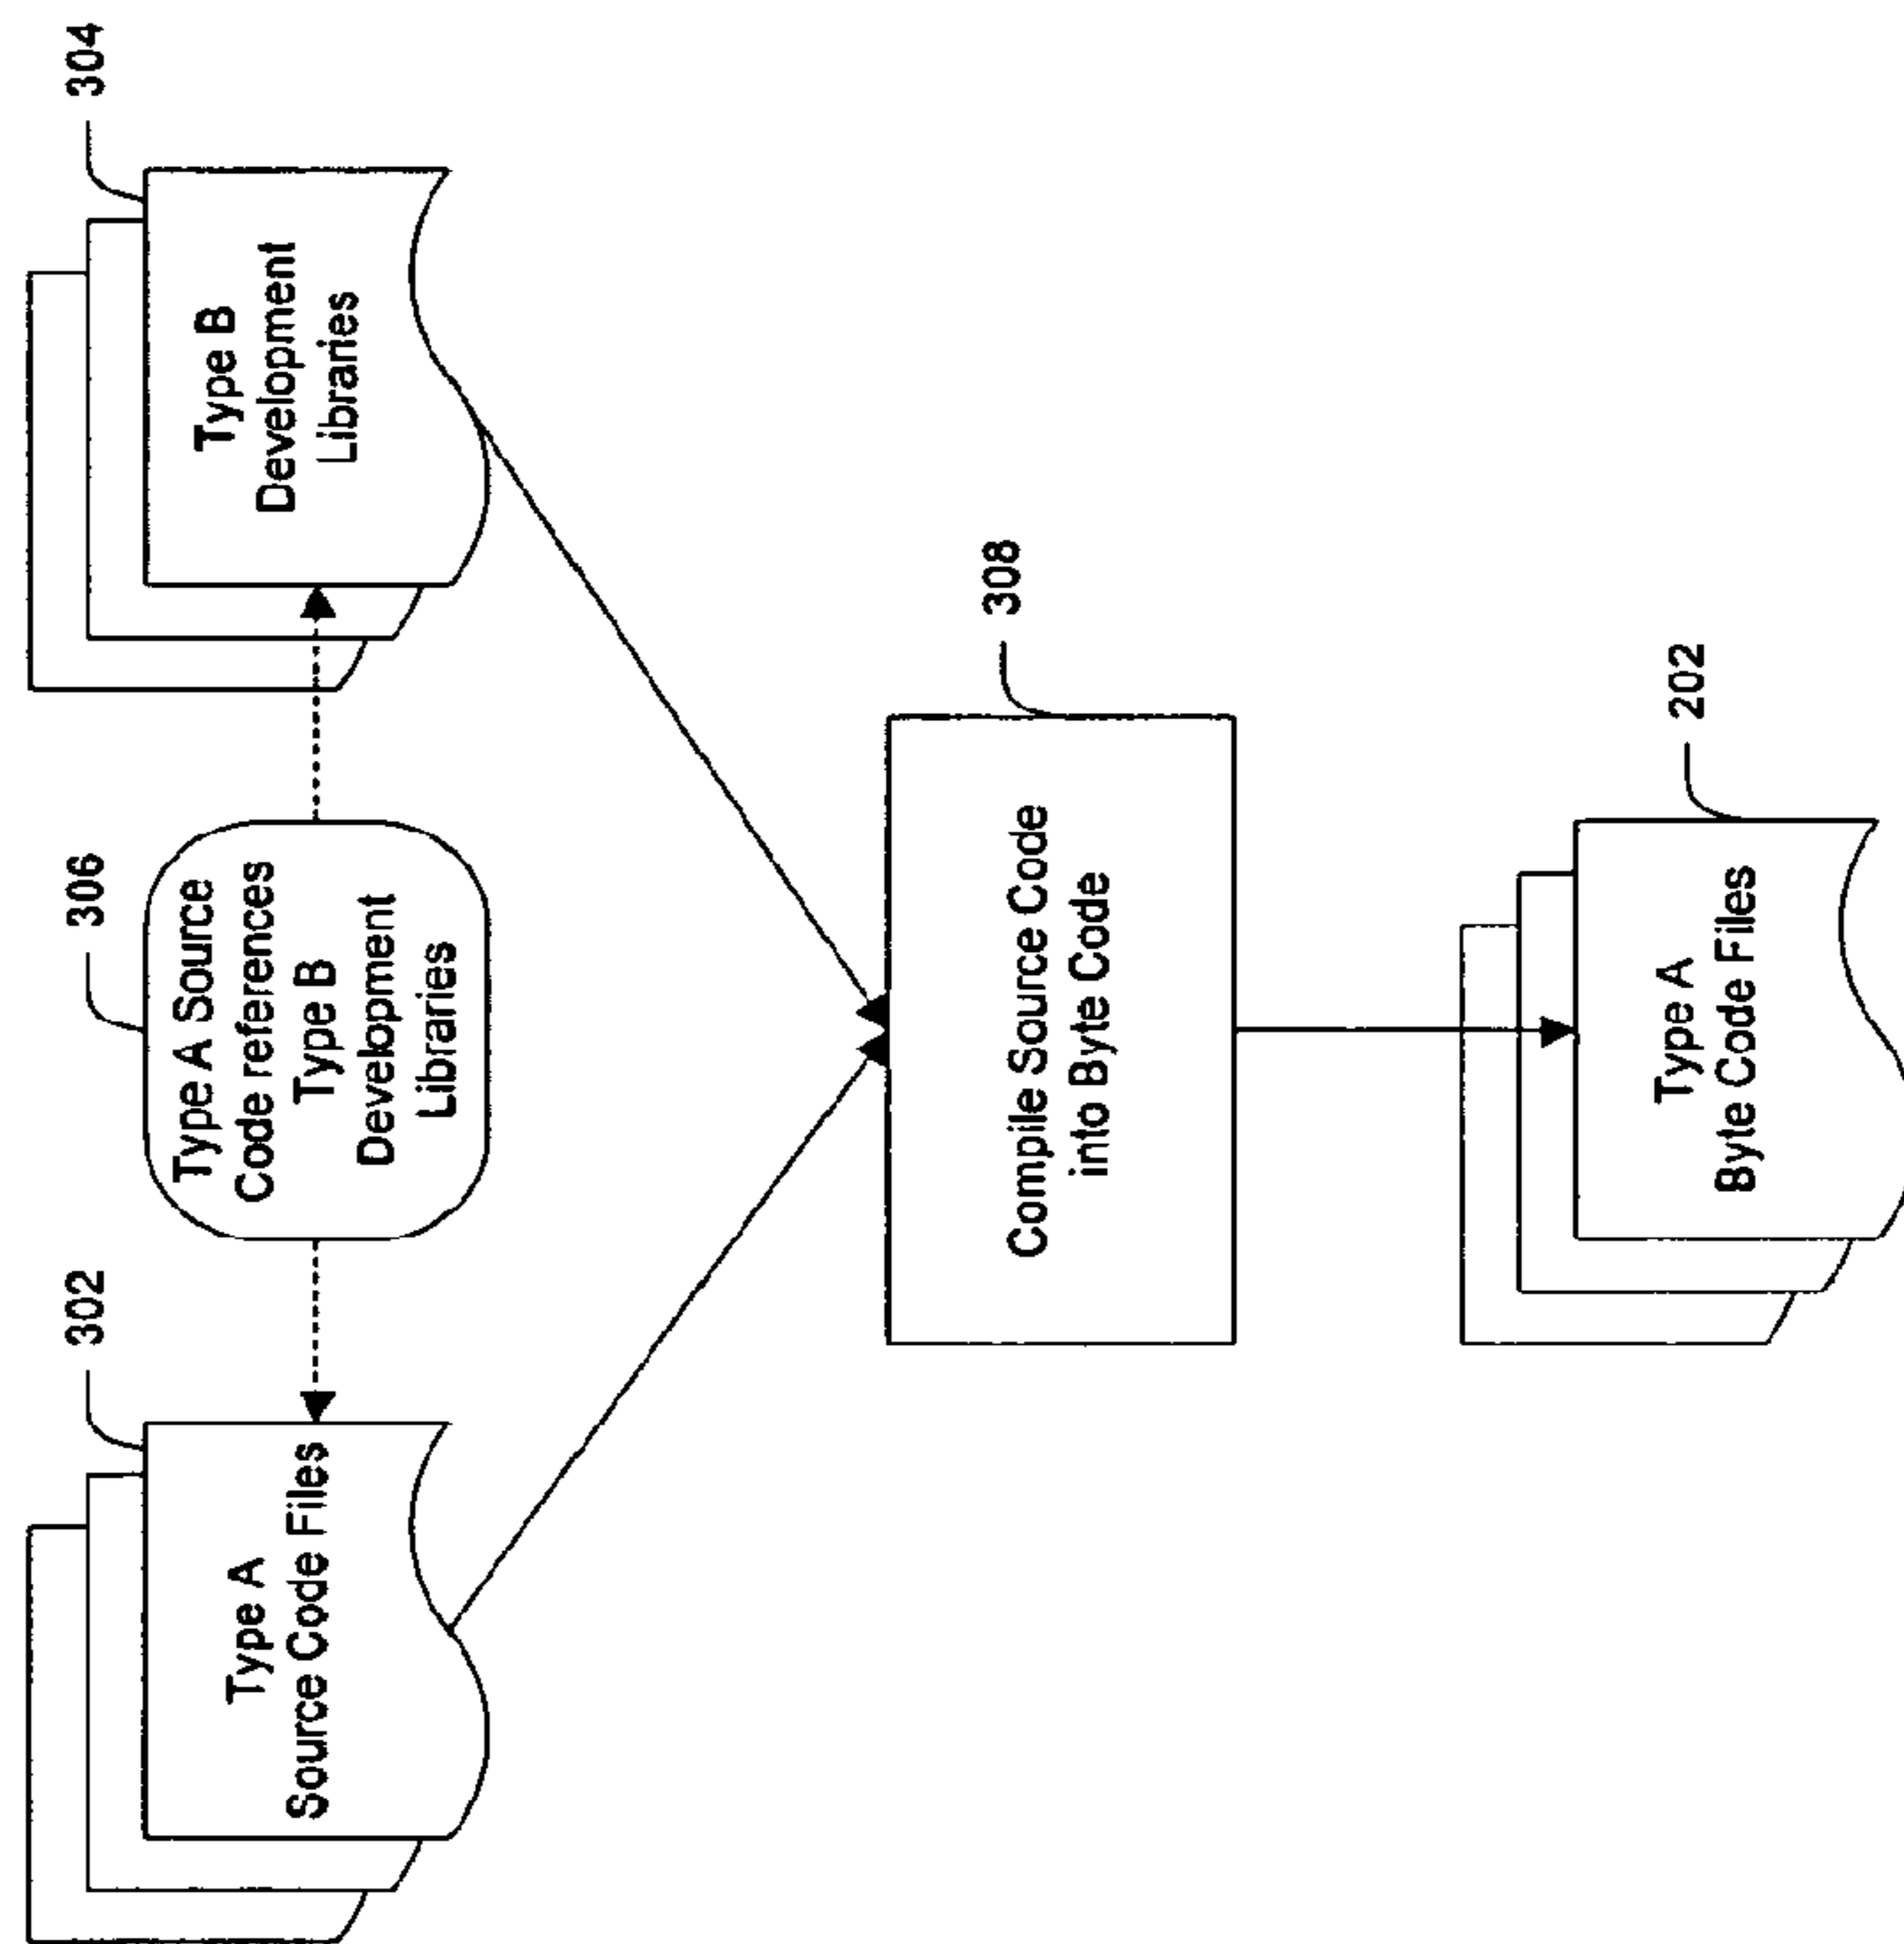 302
306
304
Type A
Source Code Files
Type A Source
Code references
Type B
Development
Libraries
Type B
Development
Libraries
308
Compile Source Code
into Byte Code
202
Type A
Byte Code Files